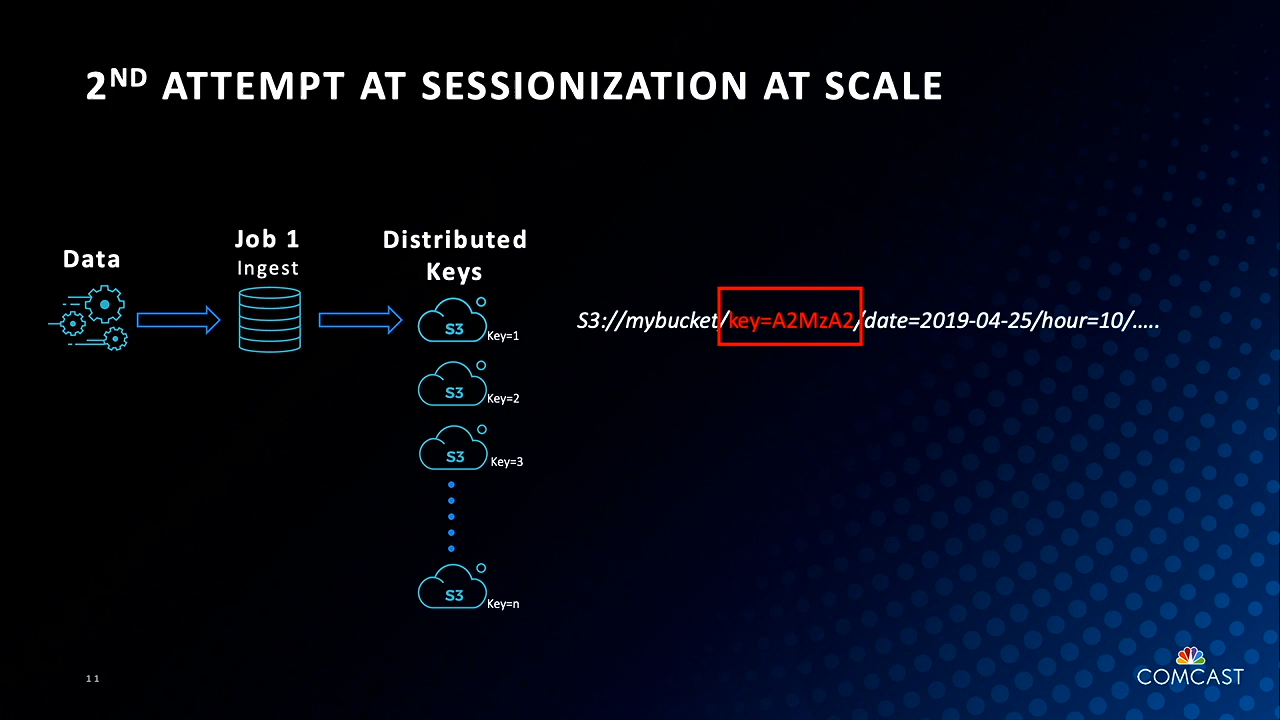 2ND ATTEMPT AT SESSIONIZATION AT SCALE
Data
Job 1
Ingest
Distributed
Keys
S3
Key=1
S3://mybucket/key=A2MzA2/date=2019-04-25/hour=10/.....
S3
Key=2
S3
Key=3
S3
Key=n
11
COMCAST